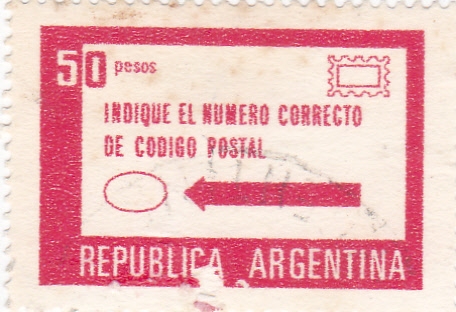 50 pesos
INDIQUE EL NUMERO CORRECTO
DE CODIGO POSTAL
REPUBLICA ARGENTINA